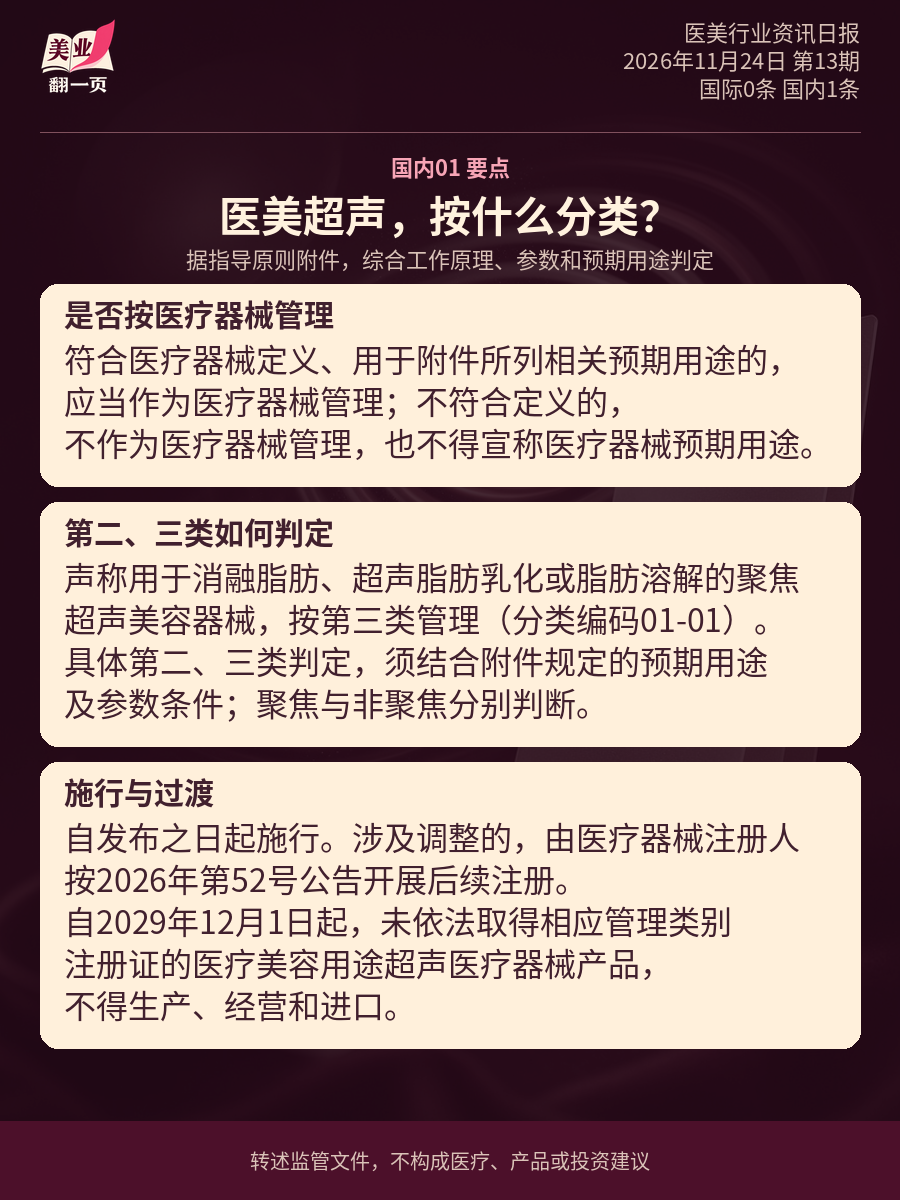 美业
翻一页
医美行业资讯日报
2026年11月24日 第13期
国际0条 国内1条
国内01 要点
医美超声，按什么分类？
据指导原则附件，综合工作原理、参数和预期用途判定
是否按医疗器械管理
符合医疗器械定义、用于附件所列相关预期用途的，
应当作为医疗器械管理；不符合定义的，
不作为医疗器械管理，也不得宣称医疗器械预期用途。
第二、三类如何判定
声称用于消融脂肪、超声脂肪乳化或脂肪溶解的聚焦
超声美容器械，按第三类管理（分类编码01-01）。
具体第二、三类判定，须结合附件规定的预期用途
及参数条件；聚焦与非聚焦分别判断。
施行与过渡
自发布之日起施行。涉及调整的，由医疗器械注册人
按2026年第52号公告开展后续注册。
自2029年12月1日起，未依法取得相应管理类别
注册证的医疗美容用途超声医疗器械产品，
不得生产、经营和进口。
转述监管文件，不构成医疗、产品或投资建议